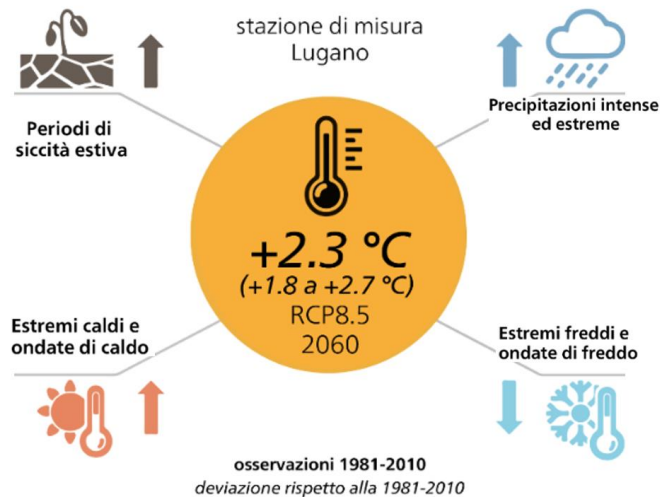 stazione di misura
Lugano
Periodi di
siccità estiva
Precipitazioni intense
ed estreme
+2.3 °C
(+1.8 a +2.7 °C)
RCP8.5
2060
Estremi caldi e
ondate di caldo
Estremi freddi e
ondate di freddo
osservazioni 1981-2010
deviazione rispetto alla 1981-2010